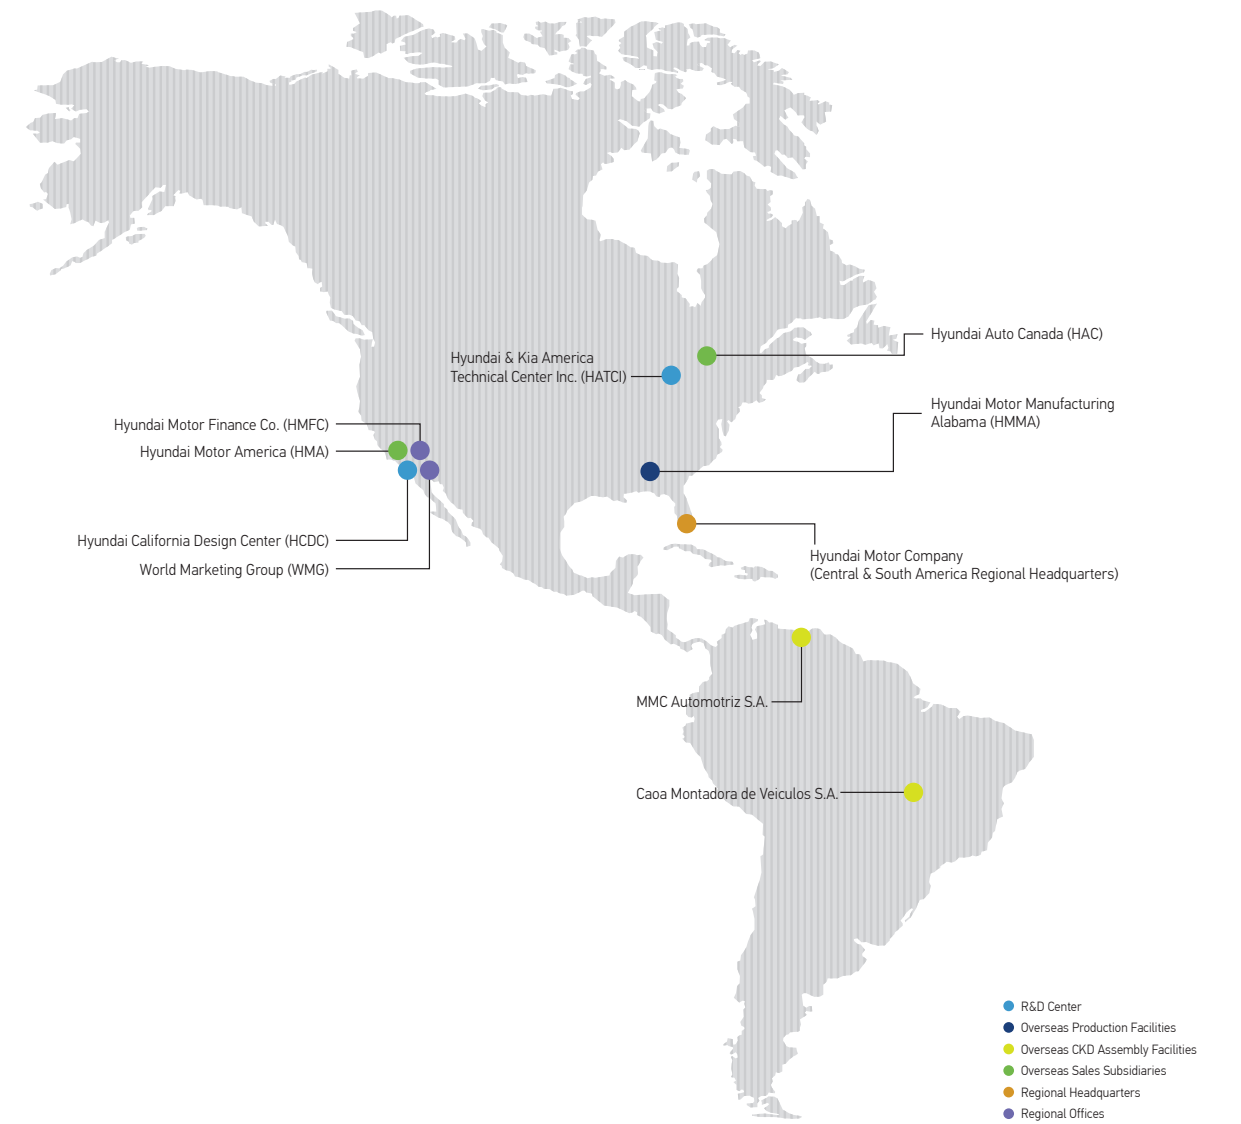 Hyundai Auto Canada (HAC)
Hyundai & Kia America
Technical Center Inc. (HATCI)
Hyundai Motor Manufacturing
Alabama (HMMA)
Hyundai Motor Finance Co. (HMFC)
Hyundai Motor America (HMA)
Hyundai California Design Center (HCDC)
World Marketing Group (WMG)
Hyundai Motor Company
(Central & South America Regional Headquarters)
MMC Automotriz S.A.
Caoa Montadora de Veiculos S.A.
R&D Center
Overseas Production Facilities
Overseas CKD Assembly Facilities
Overseas Sales Subsidiaries
Regional Headquarters
Regional Offices